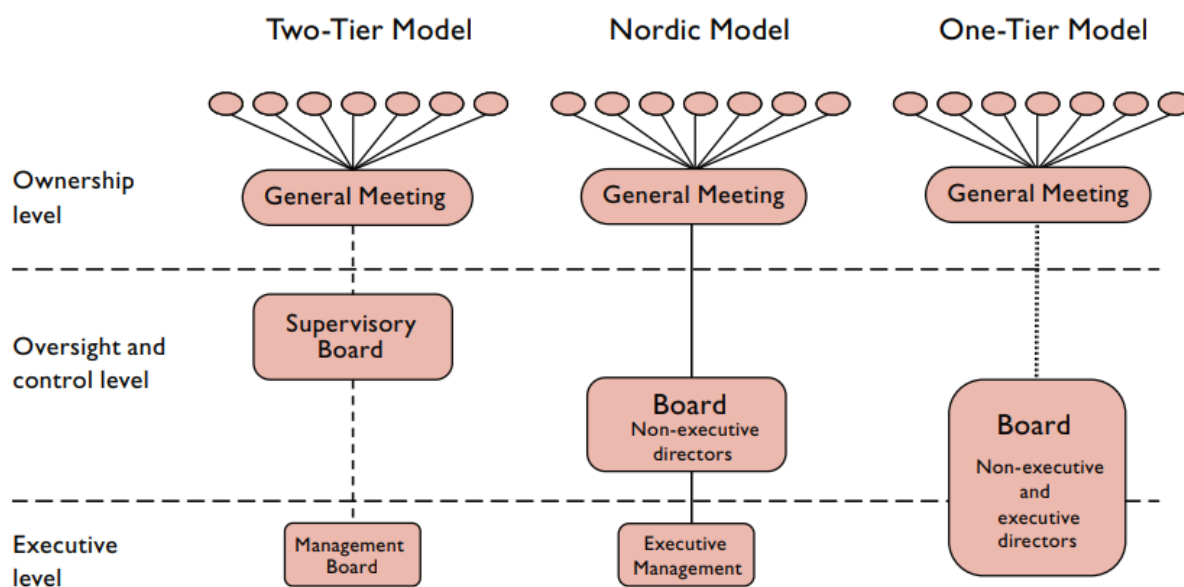 Two-Tier Model
Nordic Model
One-Tier Model
Ownership
level
General Meeting
General Meeting
General Meeting
Oversight and
control level
Supervisory
Board
Board
Non-executive
directors
Board
Non-executive
and
executive
directors
Executive
level
Management
Board
Executive
Management